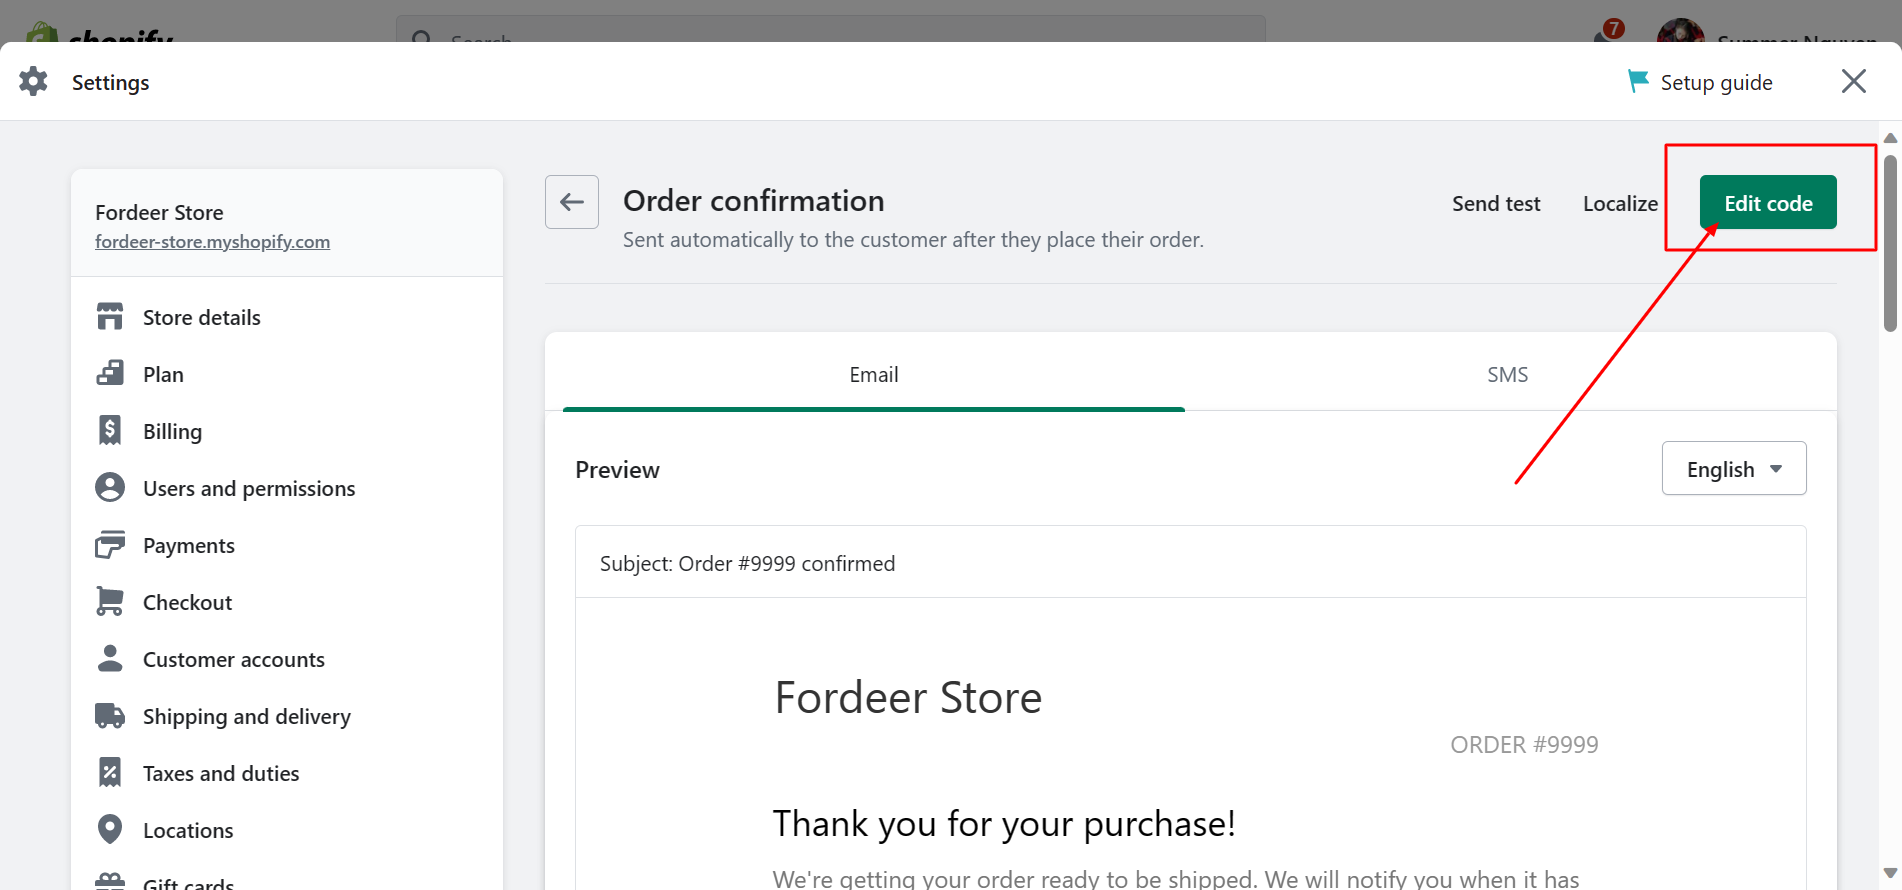 shopify
Search
7
Summer Nguyen
Settings
Setup guide
Fordeer Store
fordeer-store.myshopify.com
Store details
Plan
Billing
Users and permissions
Payments
Checkout
Customer accounts
Shipping and delivery
Taxes and duties
Locations
Gift cards
Order confirmation
Sent automatically to the customer after they place their order.
Send test
Localize
Edit code
Email
SMS
Preview
English
Subject: Order #9999 confirmed
Fordeer Store
ORDER #9999
Thank you for your purchase!
We're getting your order ready to be shipped. We will notify you when it has